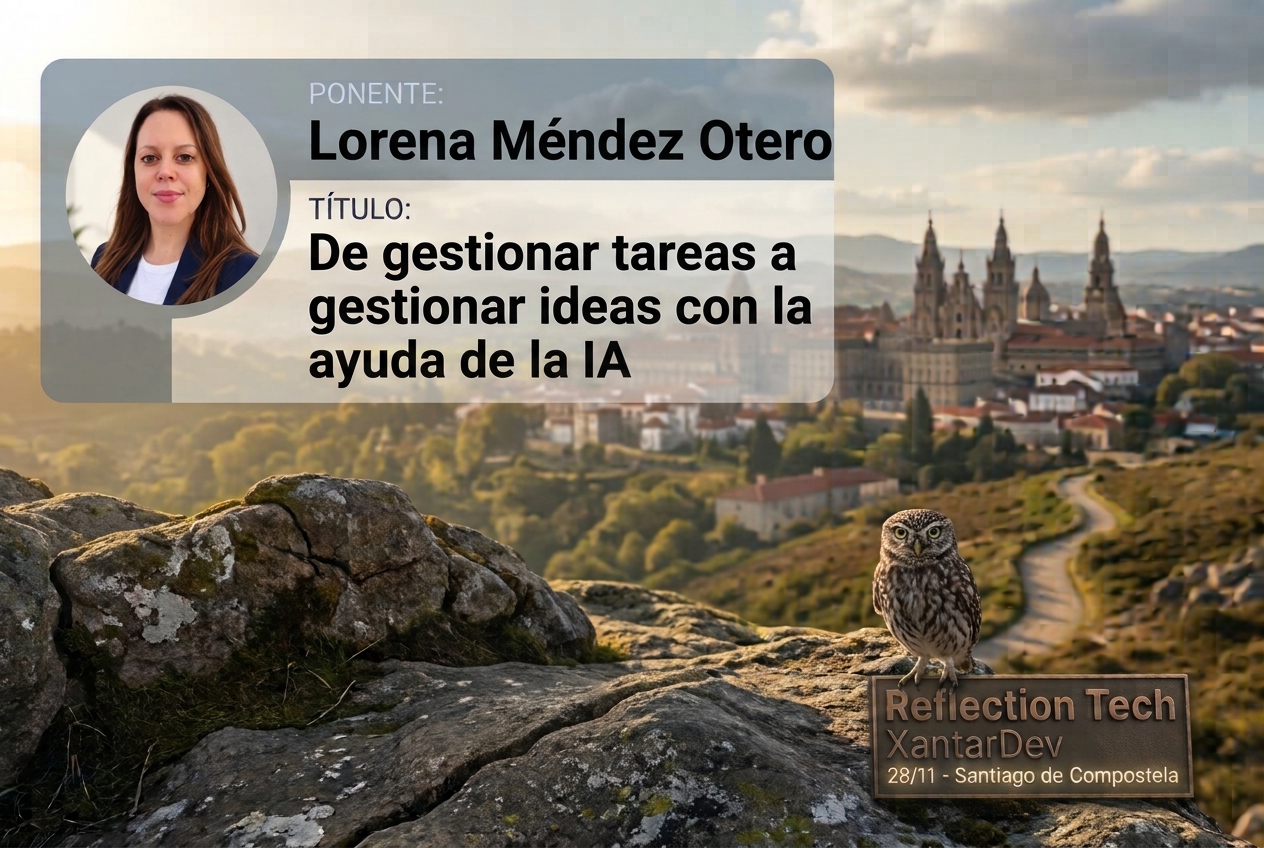 PONENTE:
Lorena Méndez Otero
TÍTULO:
De gestionar tareas a
gestionar ideas con la
ayuda de la IA
Reflection Tech
XantarDev
28/11 - Santiago de Compostela